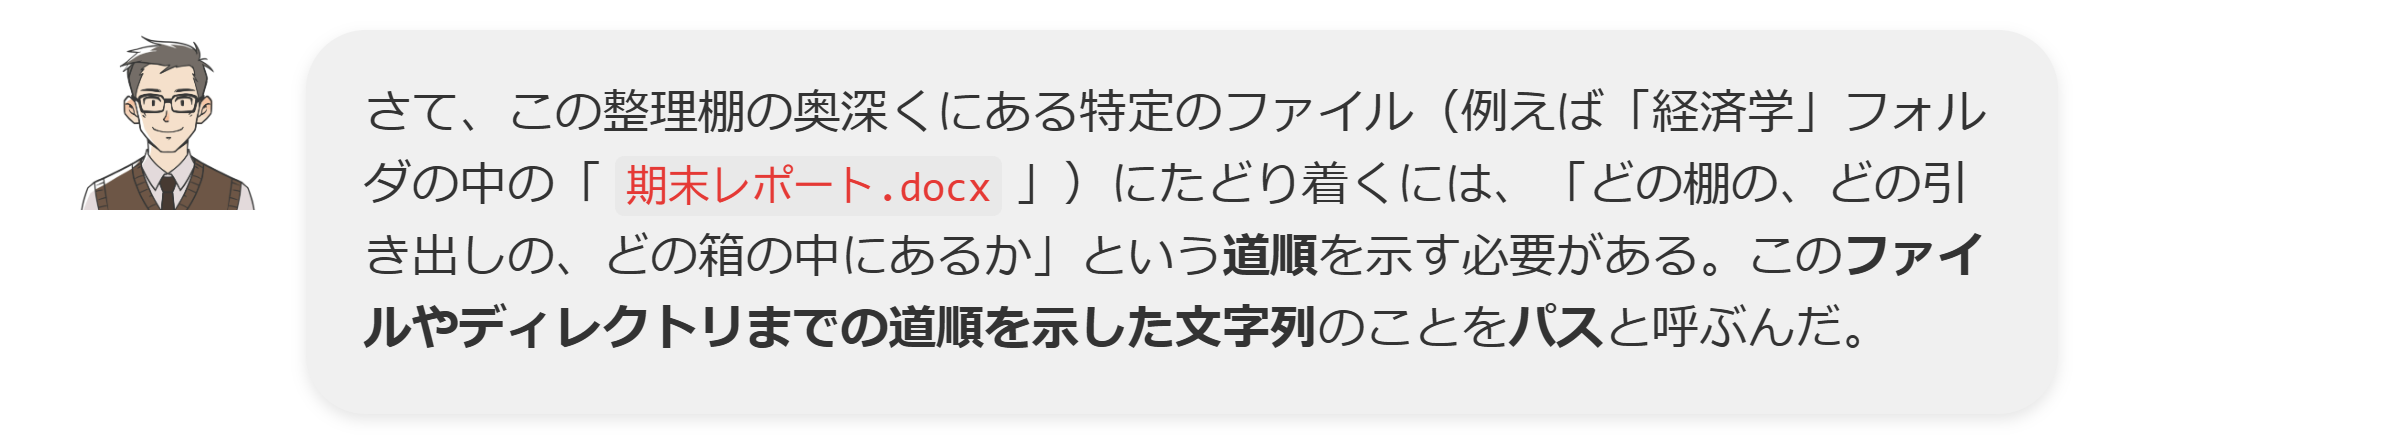 さて、この整理棚の奥深くにある特定のファイル（例えば「経済学」フォル
ダの中の「 期末レポート.docx 」）にたどり着くには、「どの棚の、どの引
き出しの、どの箱の中にあるか」という道順を示す必要がある。このファイ
ルやディレクトリまでの道順を示した文字列のことをパスと呼ぶんだ。